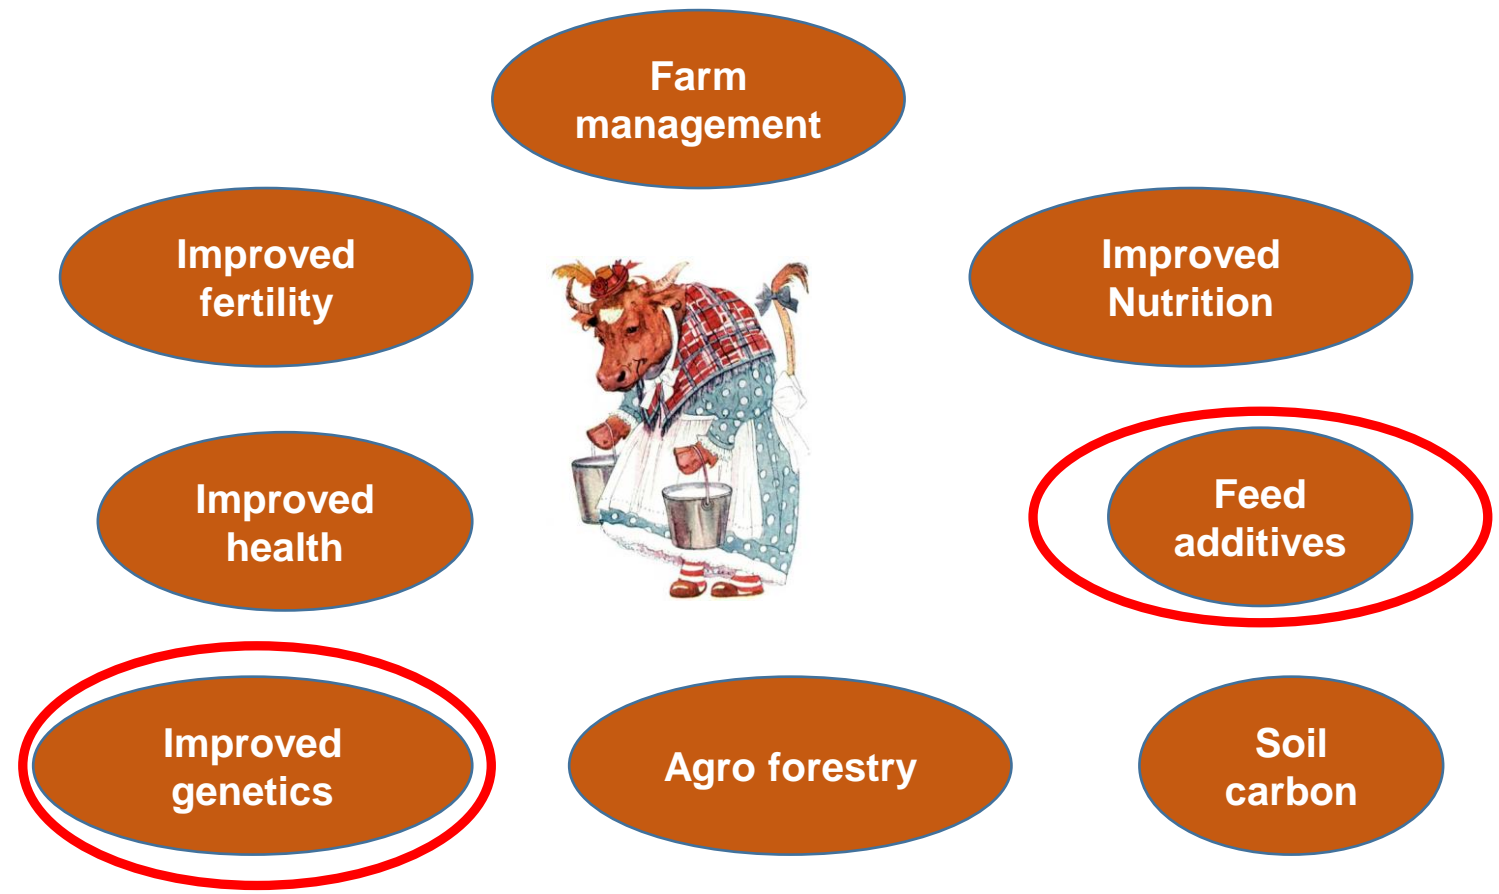 Farm
management
Improved
fertility
Improved
Nutrition
Improved
health
Feed
additives
Improved
genetics
Agro forestry
Soil
carbon